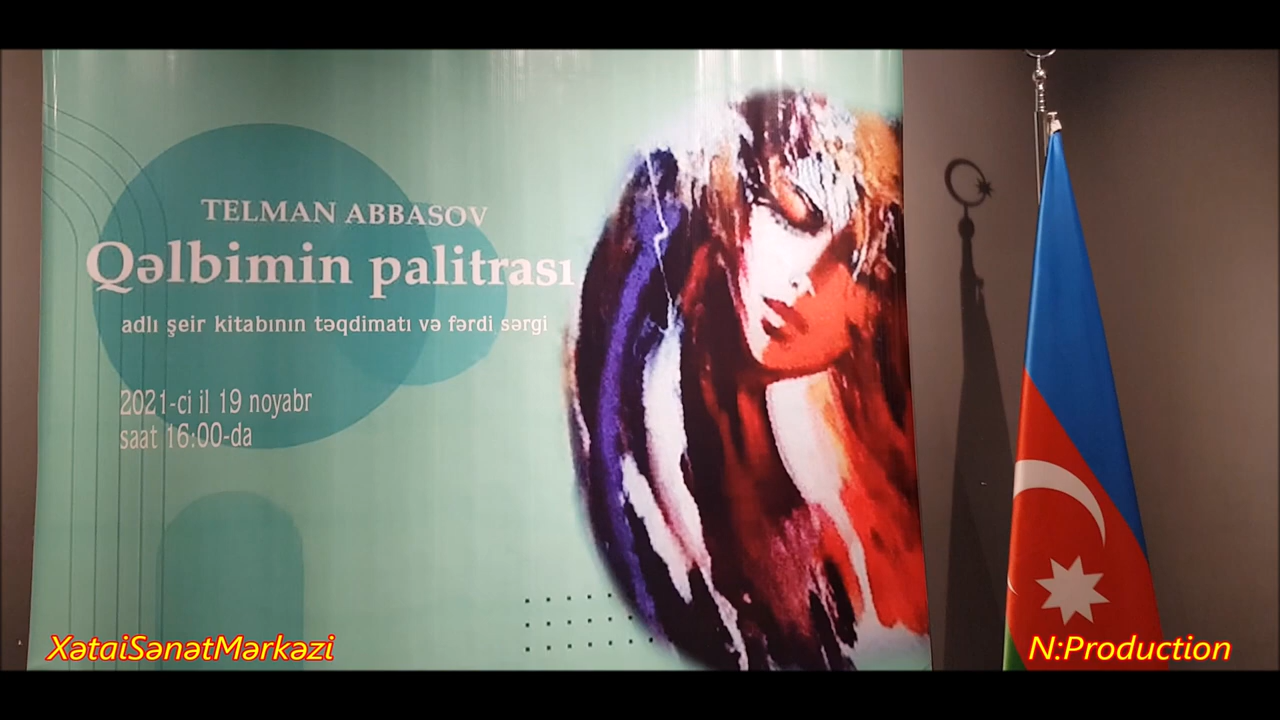 TELMAN ABBASOV
Qəlbimin palitrası
adlı şeir kitabının təqdimatı və fərdi sərgi
2021-ci il 19 noyabr
saat 16:00-da
XətaiSənətMərkəzi
N:Production